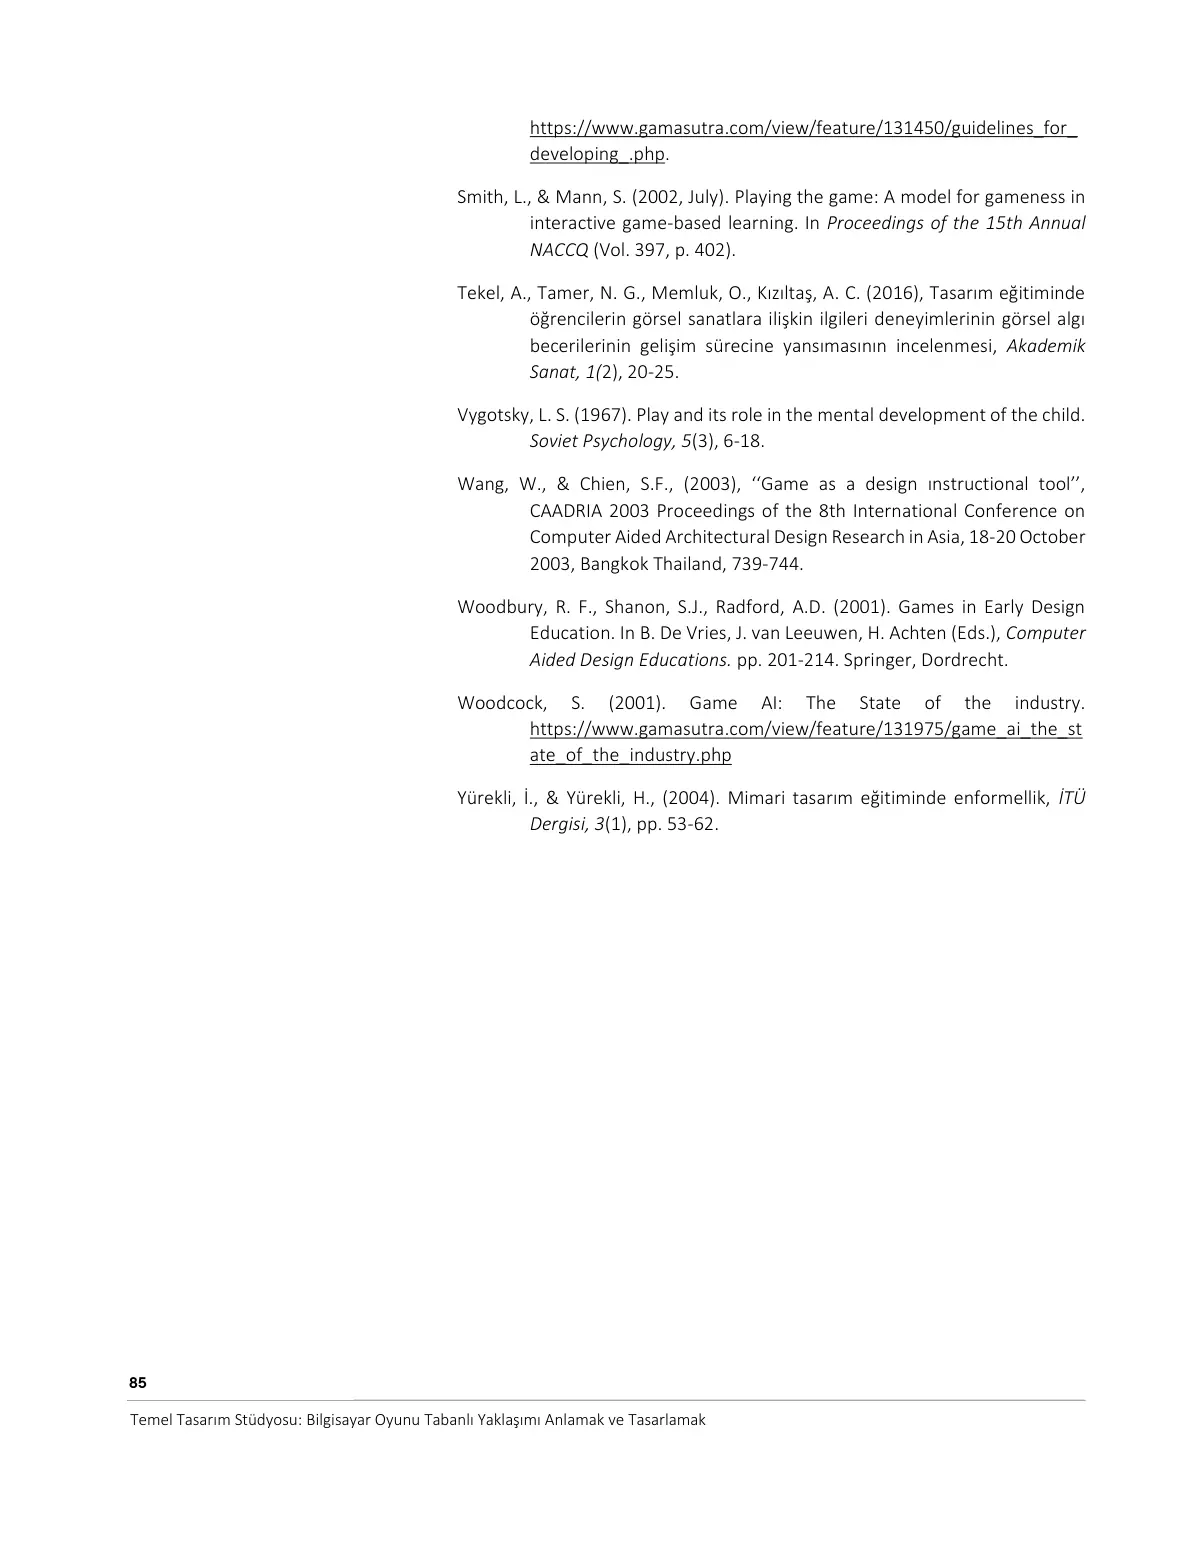 https://www.gamasutra.com/view/feature/131450/guidelines_for_
developing_.php.
Smith, L., & Mann, S. (2002, July). Playing the game: A model for gameness in
interactive game-based learning. In Proceedings of the 15th Annual
NACCQ (Vol. 397, p. 402).
Tekel, A., Tamer, N. G., Memluk, O., Kızıltaş, A. C. (2016), Tasarım eğitiminde
öğrencilerin görsel sanatlara ilişkin ilgileri deneyimlerinin görsel algı
becerilerinin gelişim sürecine yansımasının incelenmesi, Akademik
Sanat, 1(2), 20-25.
Vygotsky, L. S. (1967). Play and its role in the mental development of the child.
Soviet Psychology, 5(3), 6-18.
Wang, W., & Chien, S.F., (2003), ‘‘Game as a design ınstructional tool’’,
CAADRIA 2003 Proceedings of the 8th International Conference on
Computer Aided Architectural Design Research in Asia, 18-20 October
2003, Bangkok Thailand, 739-744.
Woodbury, R. F., Shanon, S.J., Radford, A.D. (2001). Games in Early Design
Education. In B. De Vries, J. van Leeuwen, H. Achten (Eds.), Computer
Aided Design Educations. pp. 201-214. Springer, Dordrecht.
Woodcock, S. (2001). Game AI: The State of the industry.
https://www.gamasutra.com/view/feature/131975/game_ai_the_st
ate_of_the_industry.php
Yürekli, İ., & Yürekli, H., (2004). Mimari tasarım eğitiminde enformellik, İTÜ
Dergisi, 3(1), pp. 53-62.
85
Temel Tasarım Stüdyosu: Bilgisayar Oyunu Tabanlı Yaklaşımı Anlamak ve Tasarlamak